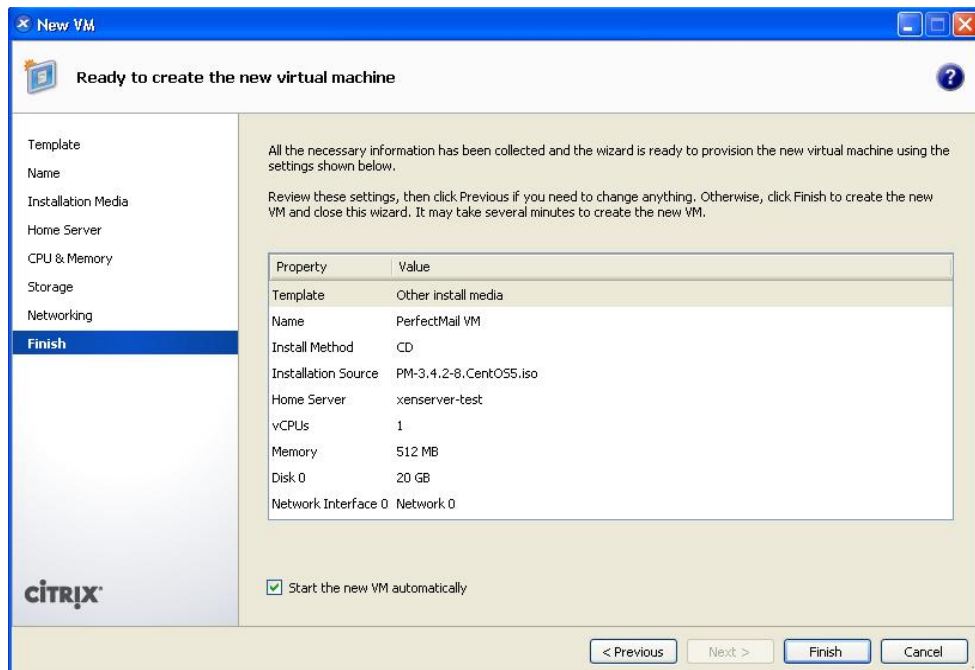 New VM
Ready to create the new virtual machine
?
Template
Name
Installation Media
Home Server
CPU & Memory
Storage
Networking
Finish
All the necessary information has been collected and the wizard is ready to provision the new virtual machine using the
settings shown below.
Review these settings, then click Previous if you need to change anything. Otherwise, click Finish to create the new
VM and close this wizard. It may take several minutes to create the new VM.
Property Value
Template Other install media
Name PerfectMail VM
Install Method CD
Installation Source PM-3.4.2-8.CentOS5.iso
Home Server xenserver-test
vCPUs 1
Memory 512 MB
Disk 0 20 GB
Network Interface 0 Network 0
Start the new VM automatically
CITRIX
< Previous Next > Finish Cancel